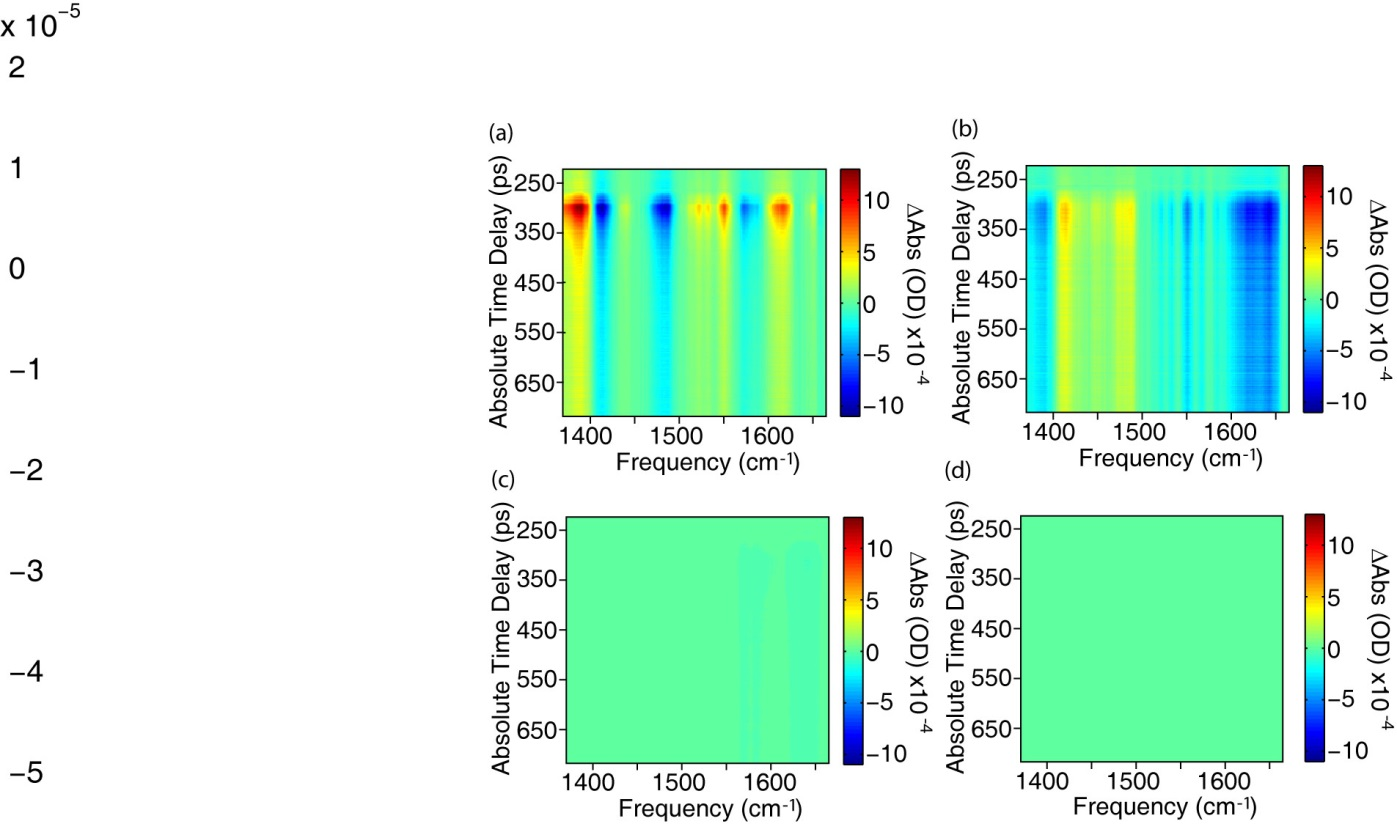 x 10⁻⁵
2
1
0
−1
−2
−3
−4
−5
(a)
Absolute Time Delay (ps)
250
350
450
550
650
1400 1500 1600
Frequency (cm⁻¹)
10
5
0
−5
−10
ΔAbs (OD) x10⁻⁴
(b)
Absolute Time Delay (ps)
250
350
450
550
650
1400 1500 1600
Frequency (cm⁻¹)
10
5
0
−5
−10
ΔAbs (OD) x10⁻⁴
(c)
Absolute Time Delay (ps)
250
350
450
550
650
1400 1500 1600
Frequency (cm⁻¹)
10
5
0
−5
−10
ΔAbs (OD) x10⁻⁴
(d)
Absolute Time Delay (ps)
250
350
450
550
650
1400 1500 1600
Frequency (cm⁻¹)
10
5
0
−5
−10
ΔAbs (OD) x10⁻⁴